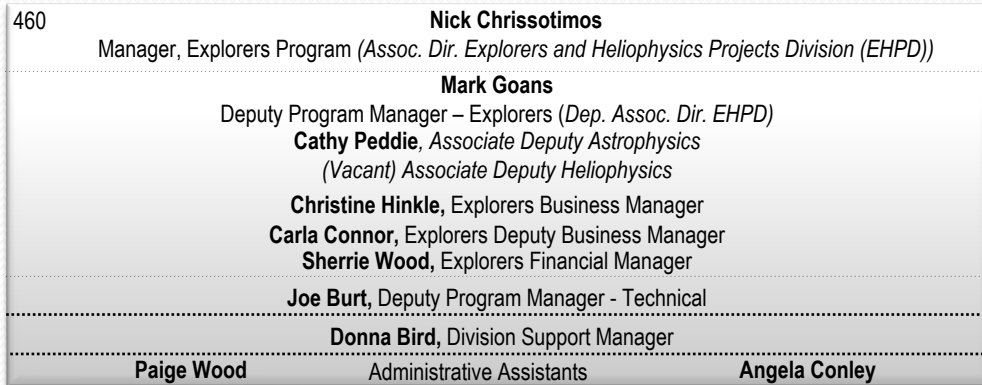 460 Nick Chrissotimos
Manager, Explorers Program (Assoc. Dir. Explorers and Heliophysics Projects Division (EHPD))
Mark Goans
Deputy Program Manager – Explorers (Dep. Assoc. Dir. EHPD)
Cathy Peddie, Associate Deputy Astrophysics
(Vacant) Associate Deputy Heliophysics
Christine Hinkle, Explorers Business Manager
Carla Connor, Explorers Deputy Business Manager
Sherrie Wood, Explorers Financial Manager
Joe Burt, Deputy Program Manager - Technical
Donna Bird, Division Support Manager
Paige Wood Administrative Assistants Angela Conley